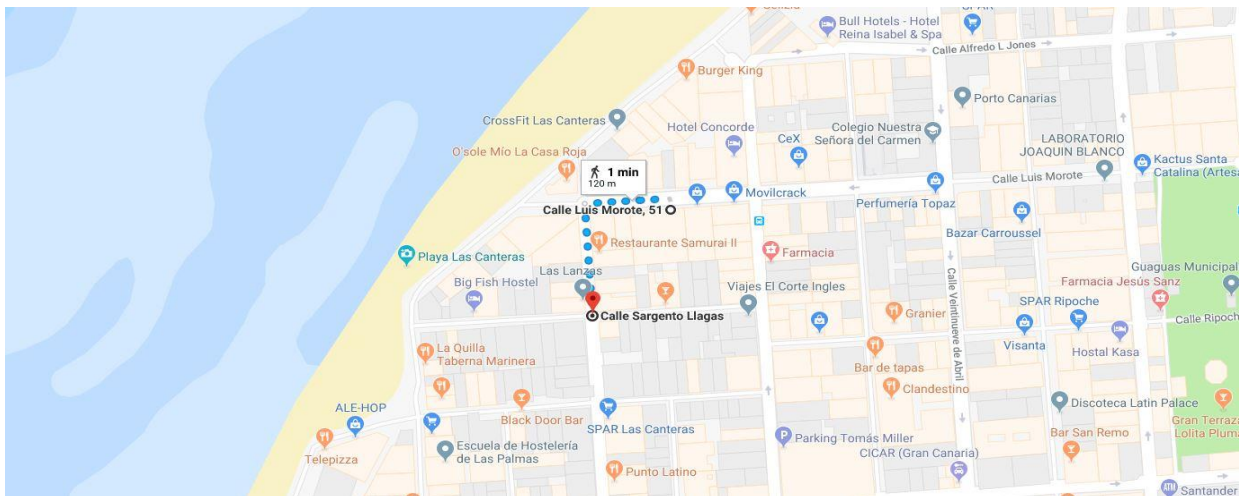 Bull Hotels - Hotel
Reina Isabel & Spa
Calle Alfredo L Jones
Burger King
Porto Canarias
CrossFit Las Canteras
Hotel Concorde
CeX
Colegio Nuestra
Señora del Carmen
LABORATORIO
JOAQUIN BLANCO
O'sole Mío La Casa Roja
Kactus Santa
Catalina (Artesa
1 min
120 m
Calle Luis Morote
Movilcrack
Calle Luis Morote, 51
Perfumería Topaz
Bazar Carroussel
Restaurante Samurai II
Farmacia
Playa Las Canteras
Las Lanzas
Big Fish Hostel
Viajes El Corte Ingles
Guaguas Municipal
Farmacia Jesús Sanz
Calle Veintinueve de Abril
SPAR Ripoche
Calle Sargento Llagas
Granier
Calle Ripoch
Visanta
Hostal Kasa
La Quilla
Taberna Marinera
Bar de tapas
Clandestino
ALE-HOP
Black Door Bar
SPAR Las Canteras
Discoteca Latin Palace
Gran Terraza
Lolita Pluma
Telepizza
Escuela de Hostelería
de Las Palmas
Parking Tomás Miller
Bar San Remo
CICAR (Gran Canaria)
Punto Latino
ATM
Santander